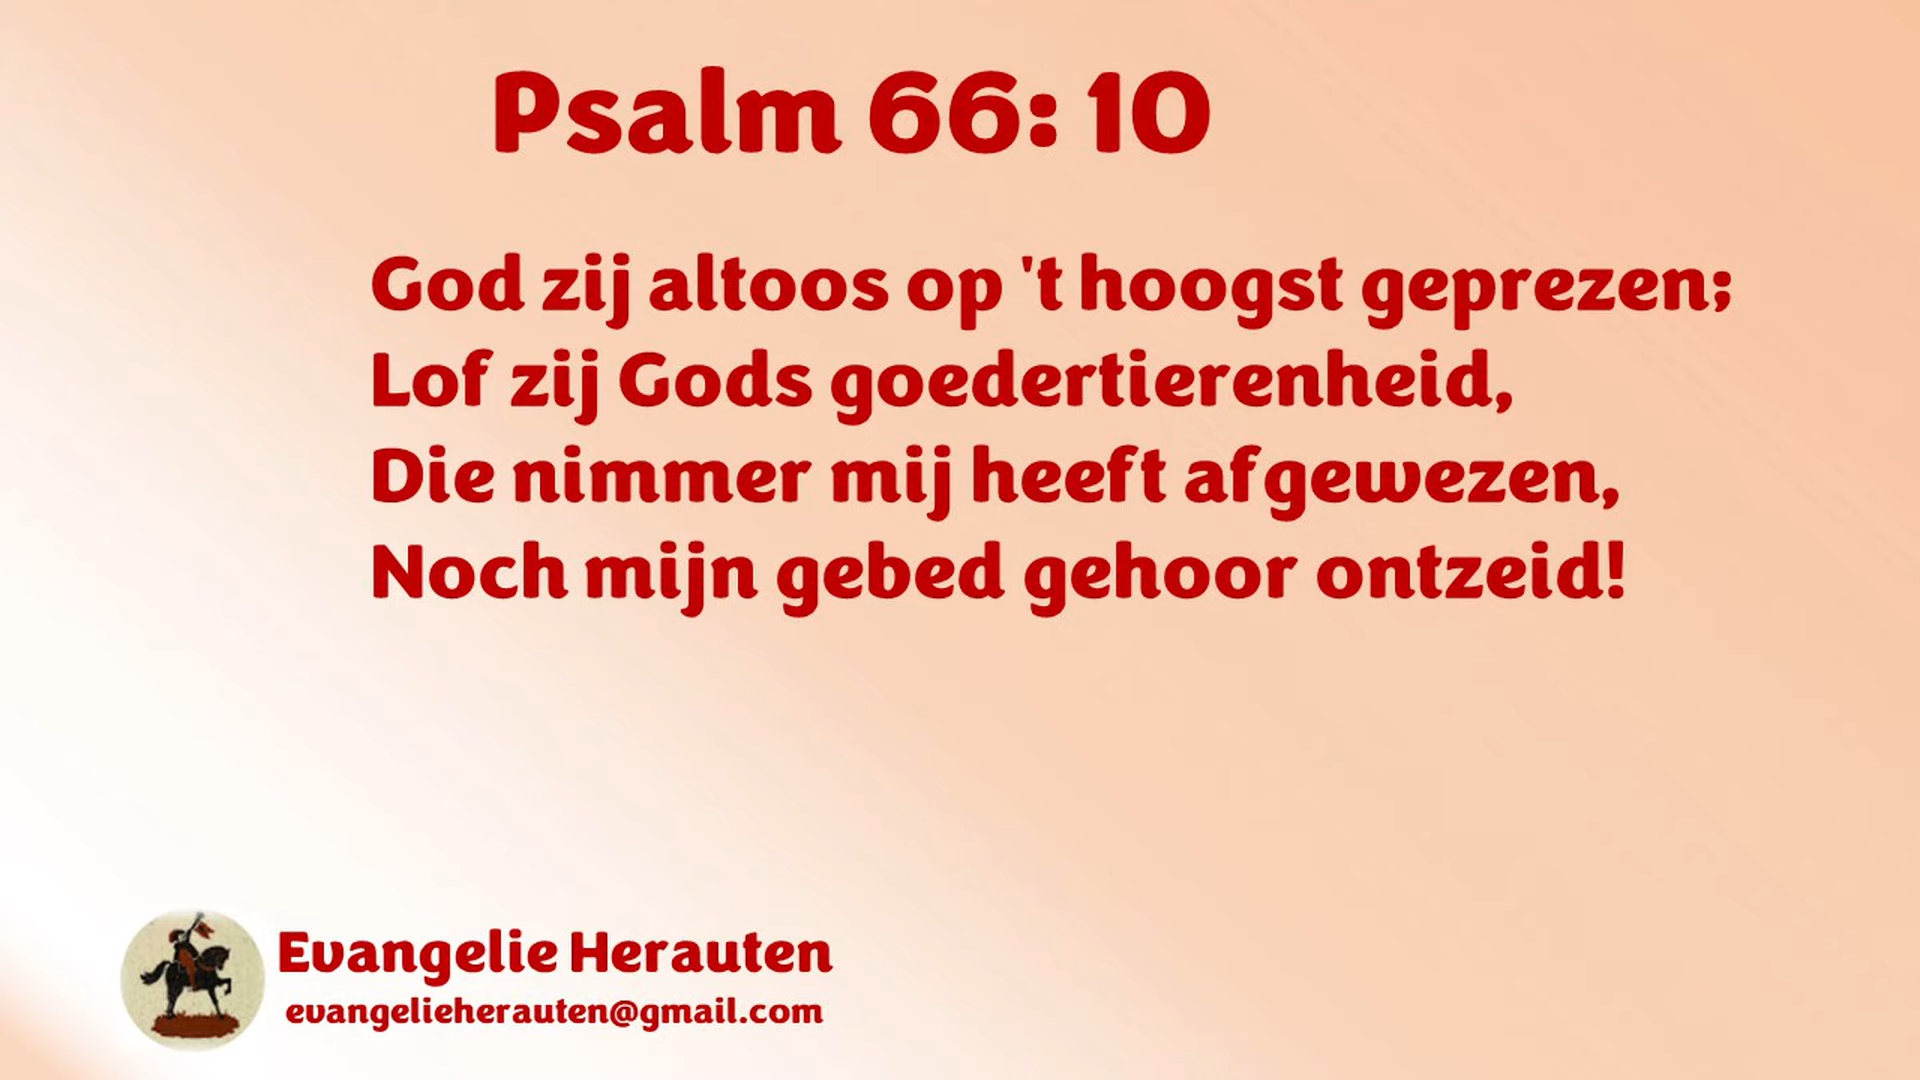 Psalm 66: 10
God zij altoos op 't hoogst geprezen;
Lof zij Gods goedertierenheid,
Die nimmer mij heeft afgewezen,
Noch mijn gebed gehoor ontzeid!
Evangelie Herauten
evangelieherauten@gmail.com